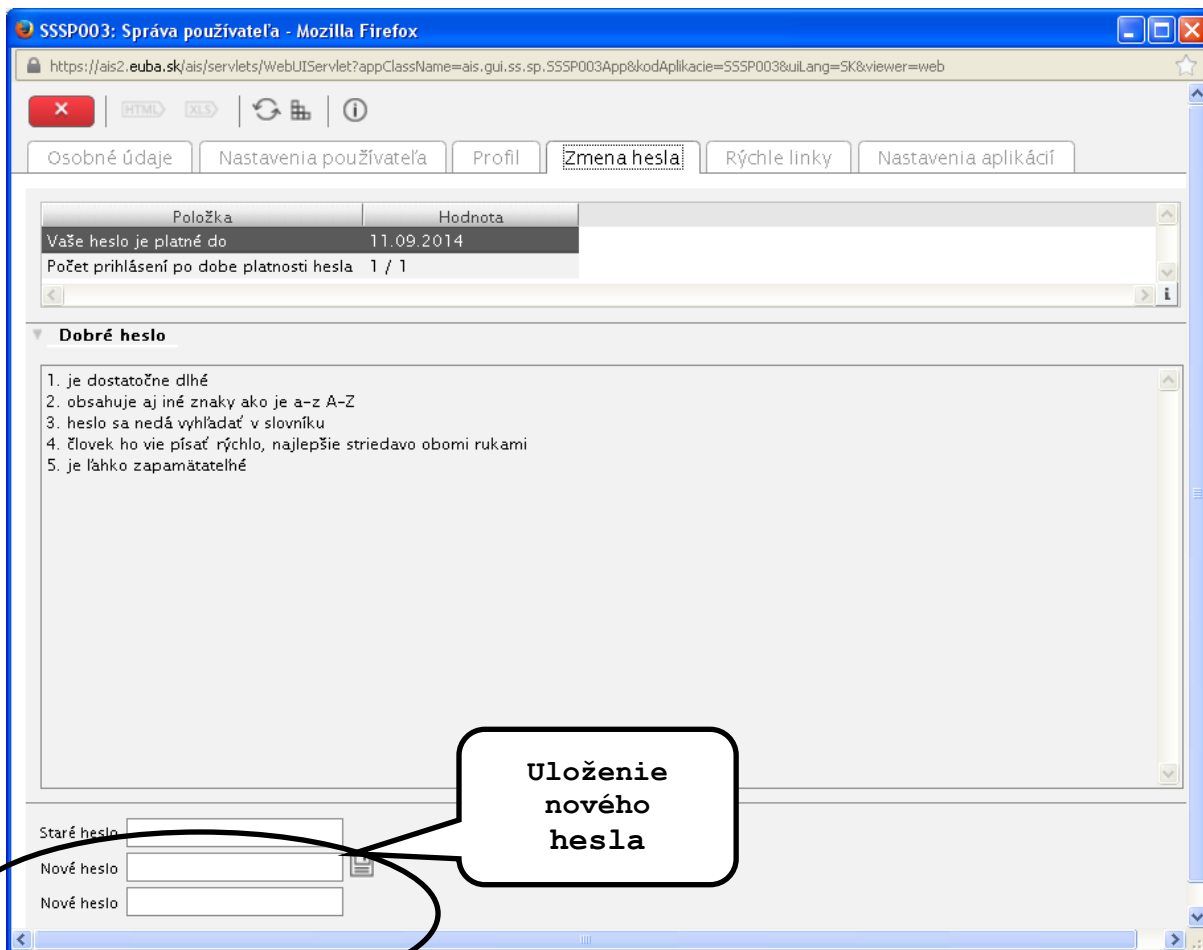 SSSP003: Správa používateľa - Mozilla Firefox
https://ais2.euba.sk/ais/servlets/WebUIServlet?appClassName=ais.gui.ss.sp.SSSP003App&kodAplikacie=SSSP003&uiLang=SK&viewer=web
HTML XLS
Osobné údaje Nastavenia používateľa Profil Zmena hesla Rýchle linky Nastavenia aplikácií
Položka Hodnota
Vaše heslo je platné do 11.09.2014
Počet prihlásení po dobe platnosti hesla 1 / 1
Dobré heslo
1. je dostatočne dlhé
2. obsahuje aj iné znaky ako je a-z A-Z
3. heslo sa nedá vyhľadať v slovníku
4. človek ho vie písať rýchlo, najlepšie striedavo obomi rukami
5. je ľahko zapamätateľné
Uloženie
nového
hesla
Staré heslo
Nové heslo
Nové heslo